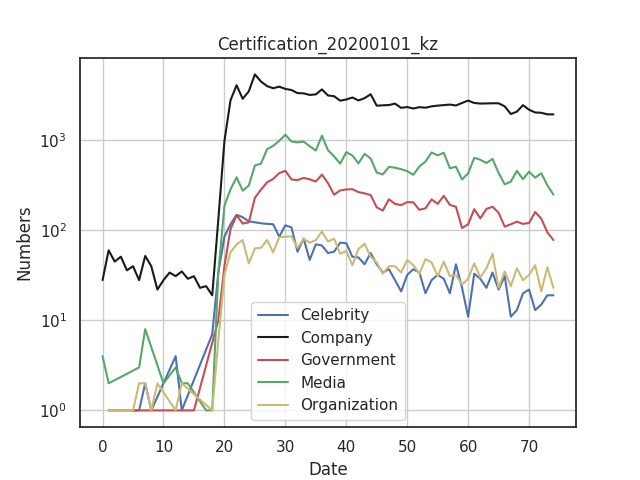 Certification_20200101_kz
Numbers
10³
10²
10¹
10⁰
Celebrity
Company
Government
Media
Organization
0 10 20 30 40 50 60 70
Date